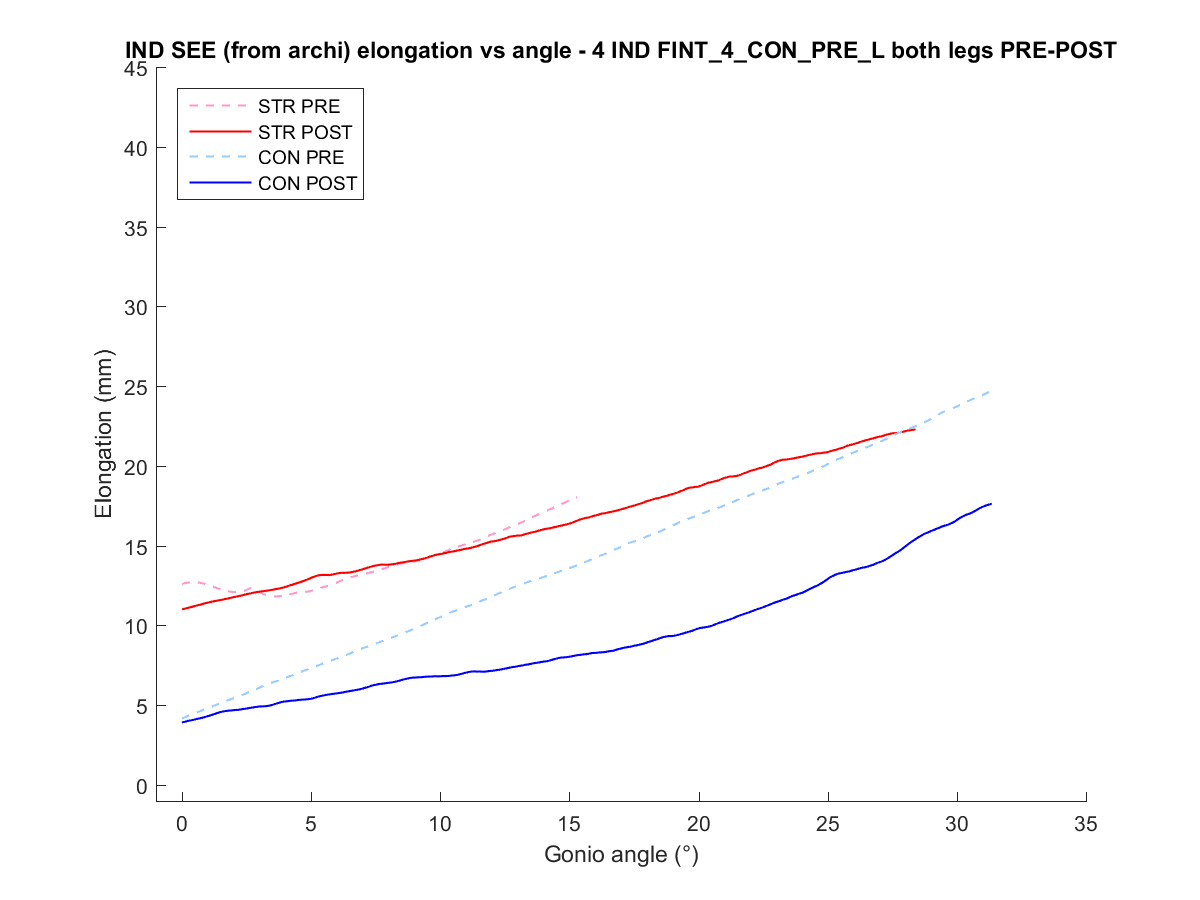 IND SEE (from archi) elongation vs angle - 4 IND FINT_4_CON_PRE_L both legs PRE-POST
STR PRE
STR POST
CON PRE
CON POST
45
40
35
30
25
20
15
10
5
0
Elongation (mm)
0 5 10 15 20 25 30 35
Gonio angle (°)